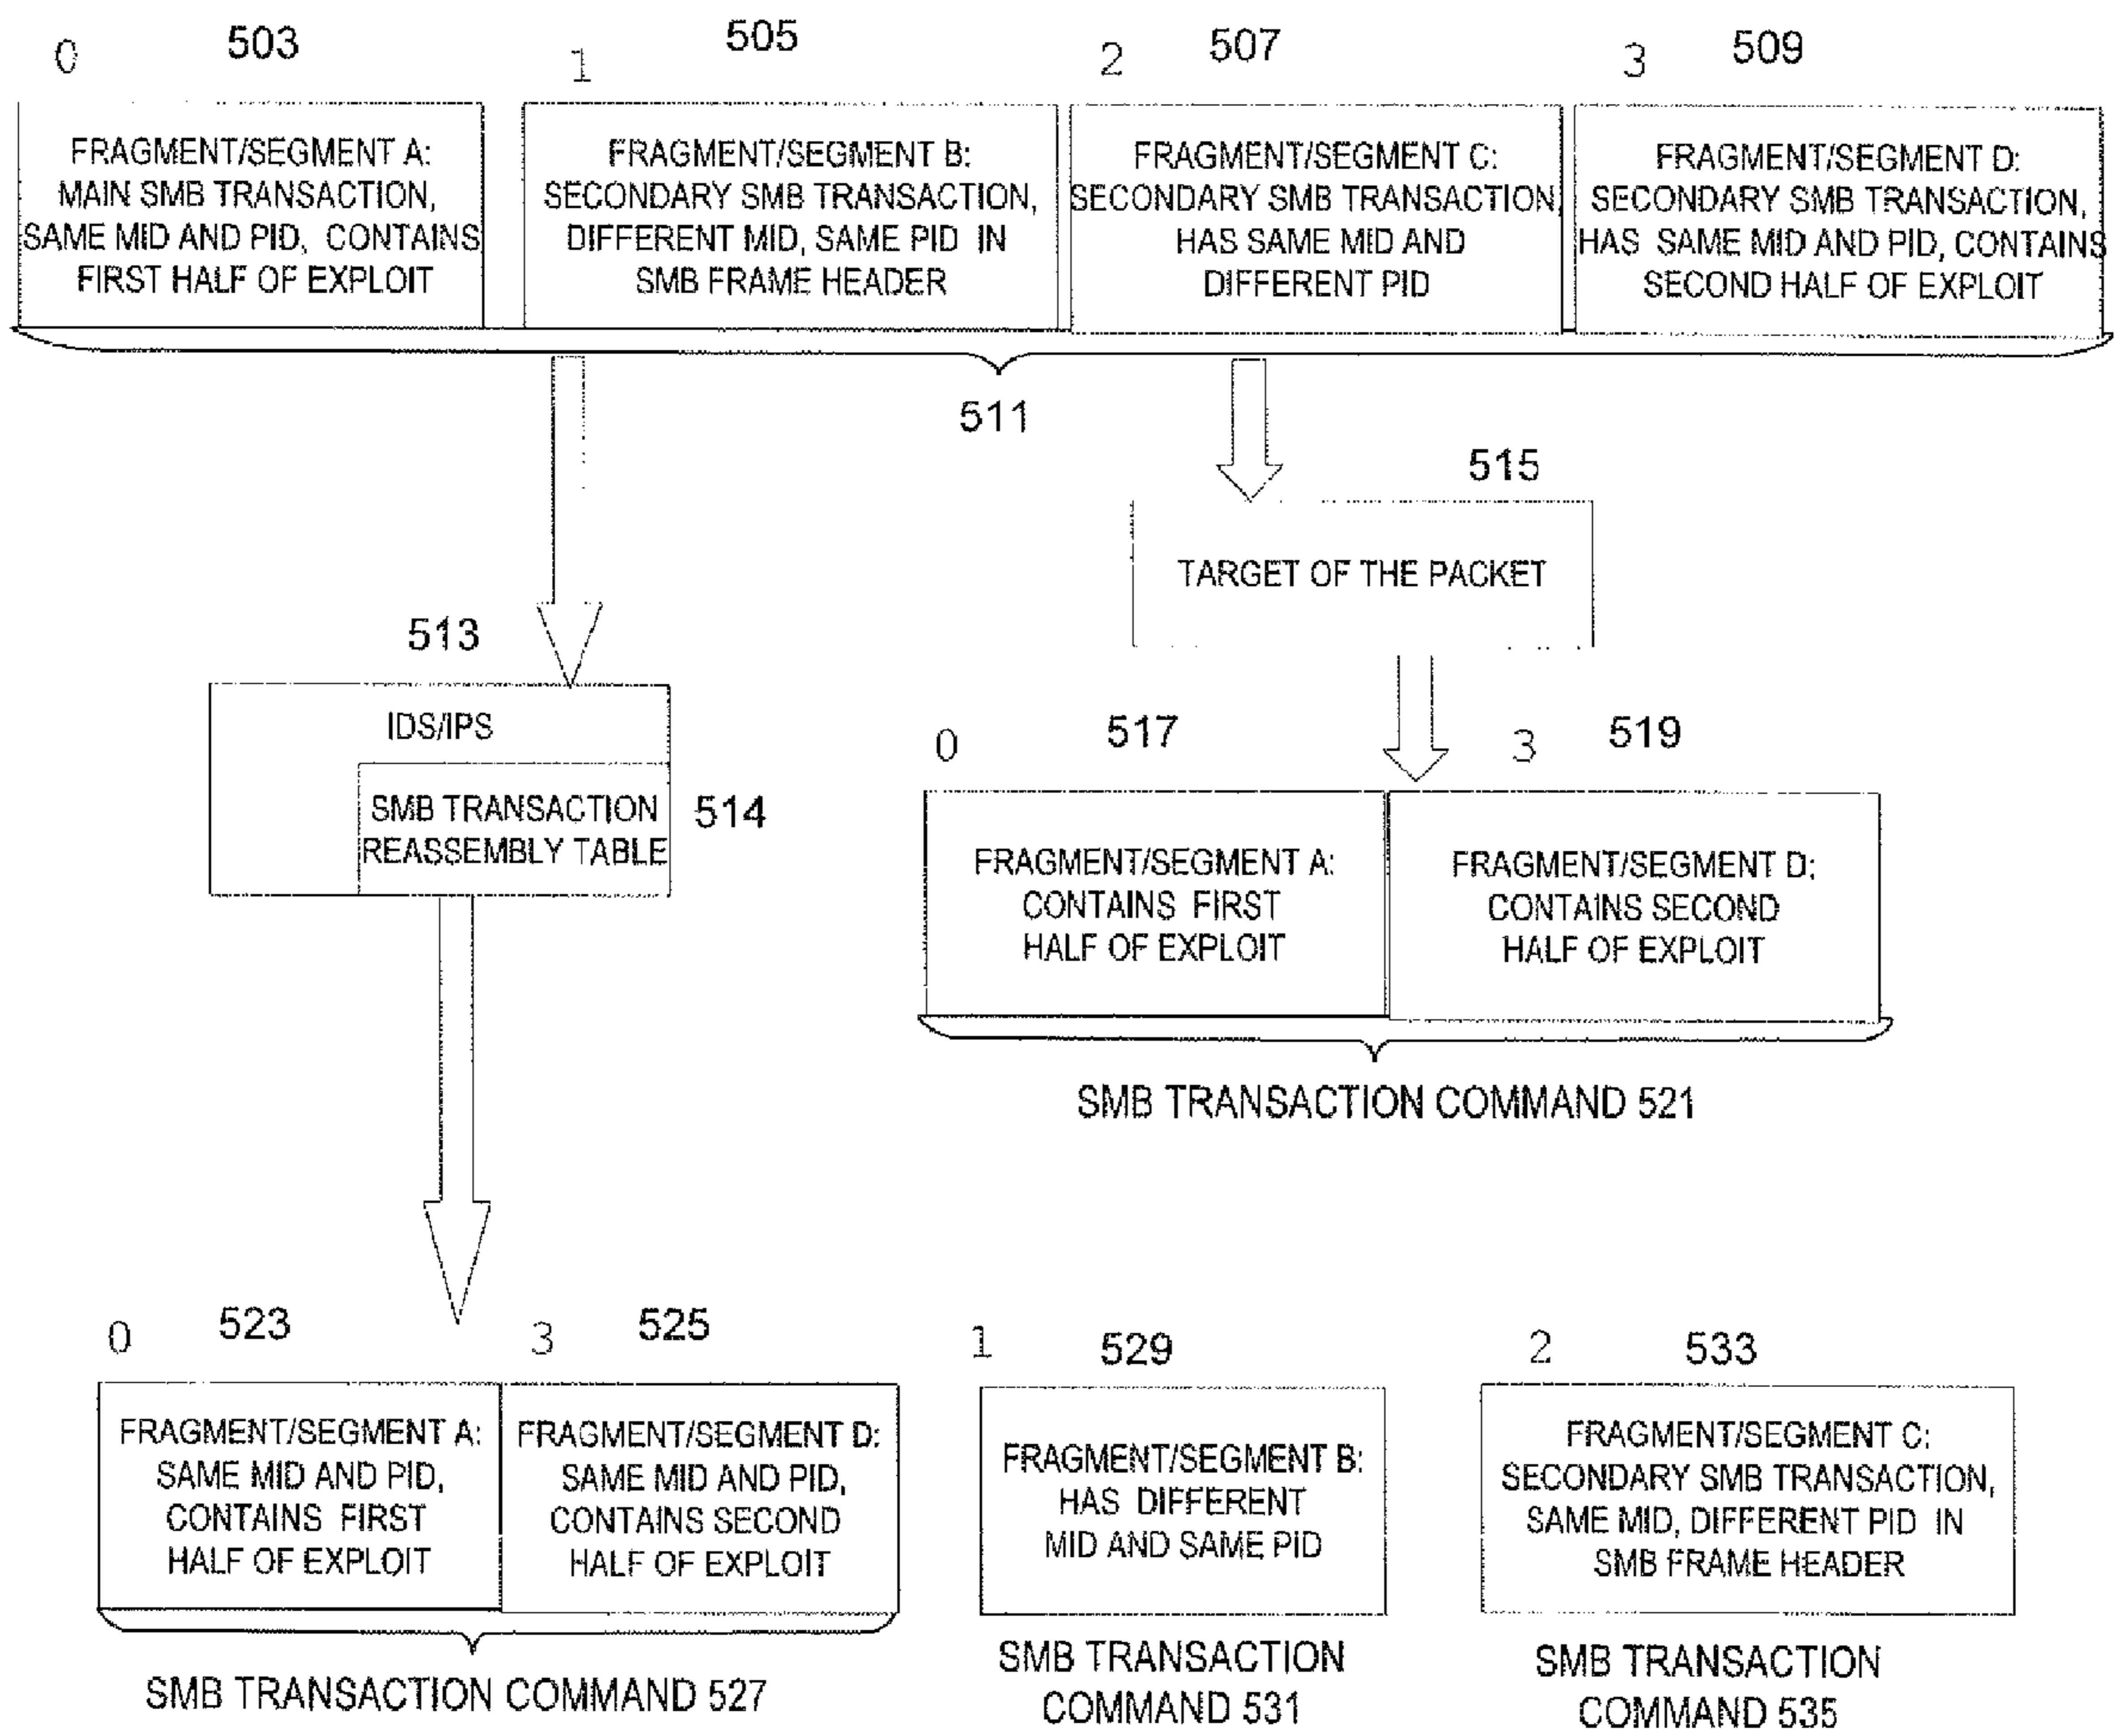 0 503 1 505 2 507 3 509
FRAGMENT/SEGMENT A:
MAIN SMB TRANSACTION,
SAME MID AND PID, CONTAINS
FIRST HALF OF EXPLOIT
FRAGMENT/SEGMENT B:
SECONDARY SMB TRANSACTION,
DIFFERENT MID, SAME PID IN
SMB FRAME HEADER
FRAGMENT/SEGMENT C:
SECONDARY SMB TRANSACTION
HAS SAME MID AND
DIFFERENT PID
FRAGMENT/SEGMENT D:
SECONDARY SMB TRANSACTION,
HAS SAME MID AND PID, CONTAINS
SECOND HALF OF EXPLOIT
511
515
TARGET OF THE PACKET
513
IDS/IPS
SMB TRANSACTION
REASSEMBLY TABLE
514
0 517 3 519
FRAGMENT/SEGMENT A:
CONTAINS FIRST
HALF OF EXPLOIT
FRAGMENT/SEGMENT D:
CONTAINS SECOND
HALF OF EXPLOIT
SMB TRANSACTION COMMAND 521
0 523 3 525 1 529 2 533
FRAGMENT/SEGMENT A:
SAME MID AND PID,
CONTAINS FIRST
HALF OF EXPLOIT
FRAGMENT/SEGMENT D:
SAME MID AND PID,
CONTAINS SECOND
HALF OF EXPLOIT
SMB TRANSACTION COMMAND 527
FRAGMENT/SEGMENT B:
HAS DIFFERENT
MID AND SAME PID
SMB TRANSACTION
COMMAND 531
FRAGMENT/SEGMENT C:
SECONDARY SMB TRANSACTION,
SAME MID, DIFFERENT PID IN
SMB FRAME HEADER
SMB TRANSACTION
COMMAND 535